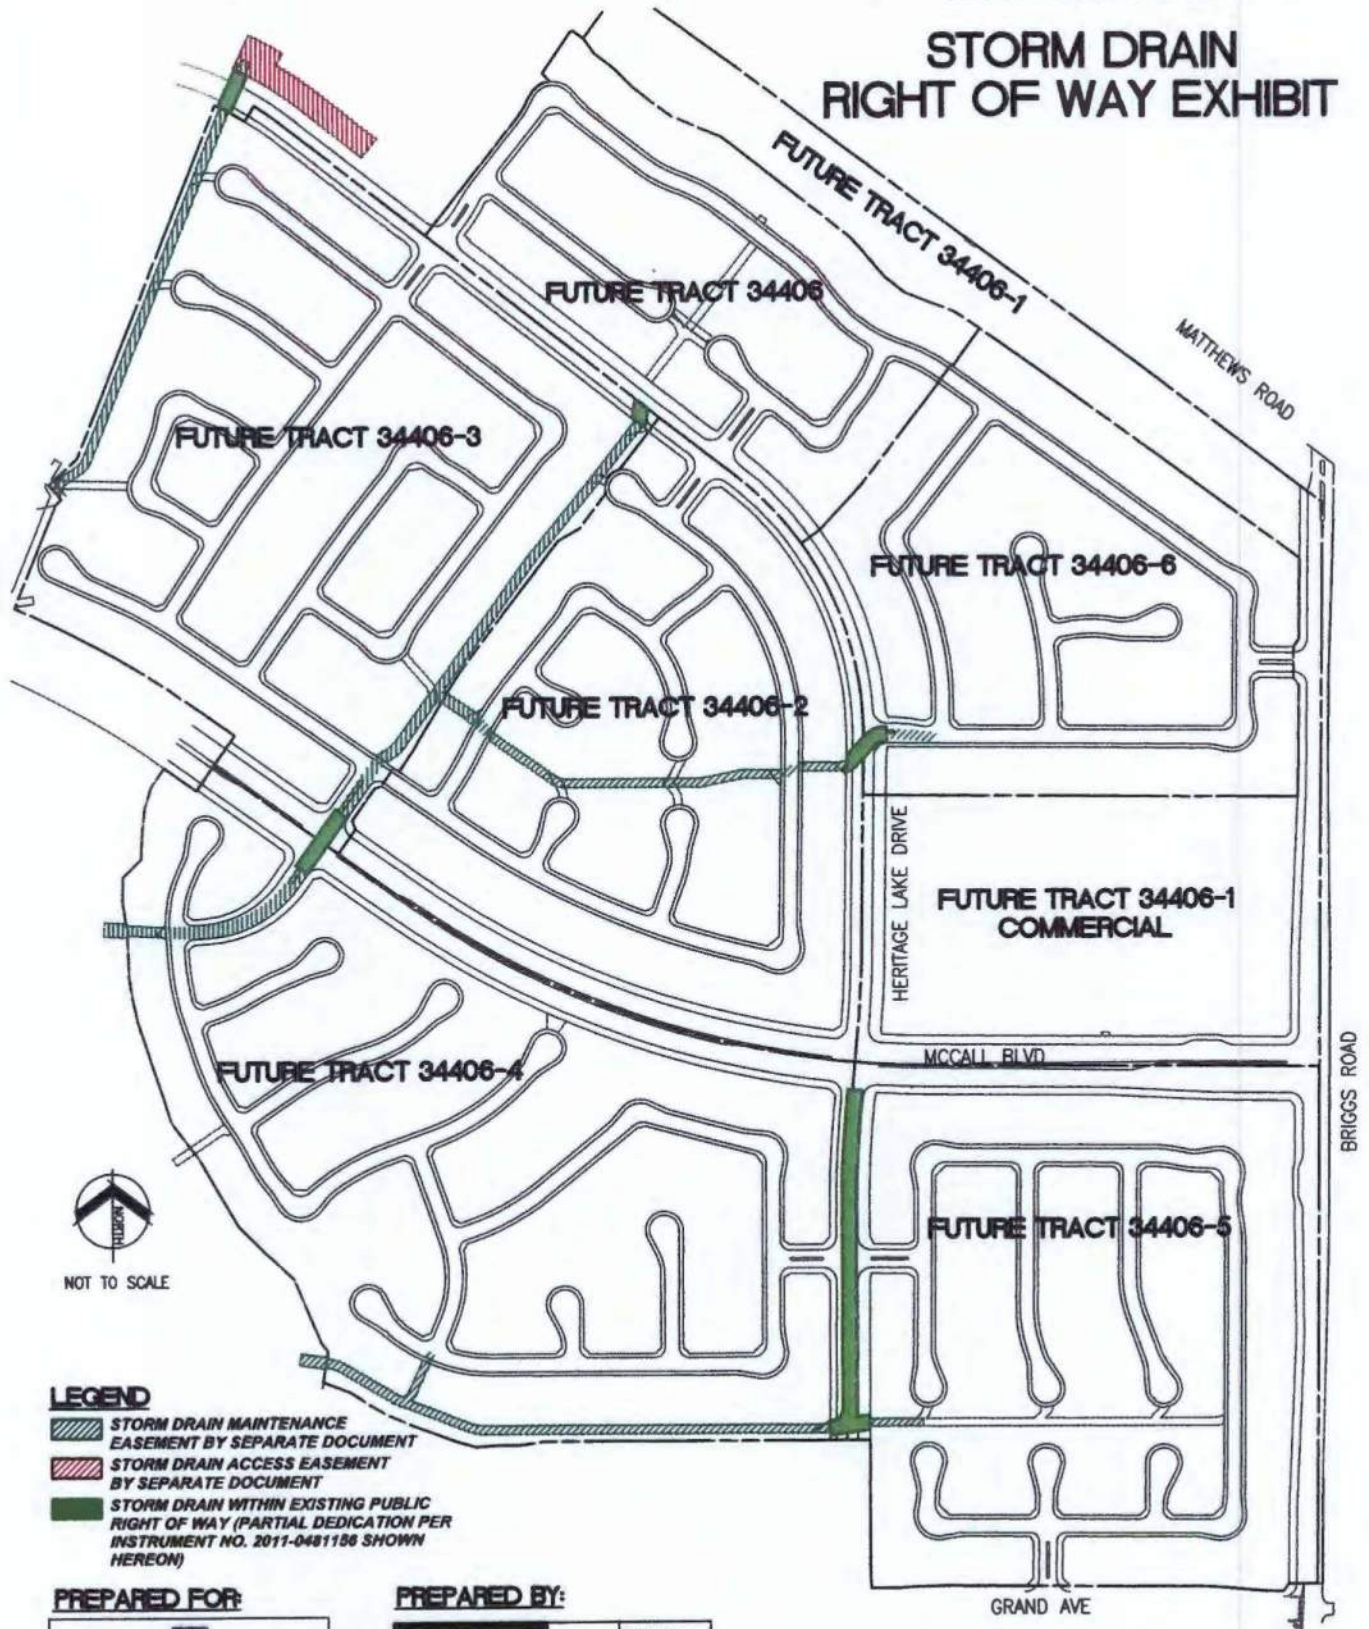 STORM DRAIN
RIGHT OF WAY EXHIBIT
FUTURE TRACT 34406-1
FUTURE TRACT 34406
MATTHEWS ROAD
FUTURE TRACT 34406-3
FUTURE TRACT 34406-6
FUTURE TRACT 34406-2
HERITAGE LAKE DRIVE
FUTURE TRACT 34406-1
COMMERCIAL
FUTURE TRACT 34406-4
MCCALL BLVD
BRIGGS ROAD
FUTURE TRACT 34406-5
NORTH
NOT TO SCALE
LEGEND
STORM DRAIN MAINTENANCE
EASEMENT BY SEPARATE DOCUMENT
STORM DRAIN ACCESS EASEMENT
BY SEPARATE DOCUMENT
STORM DRAIN WITHIN EXISTING PUBLIC
RIGHT OF WAY (PARTIAL DEDICATION PER
INSTRUMENT NO. 2011-0481156 SHOWN
HEREON)
GRAND AVE
PREPARED FOR:
PREPARED BY: